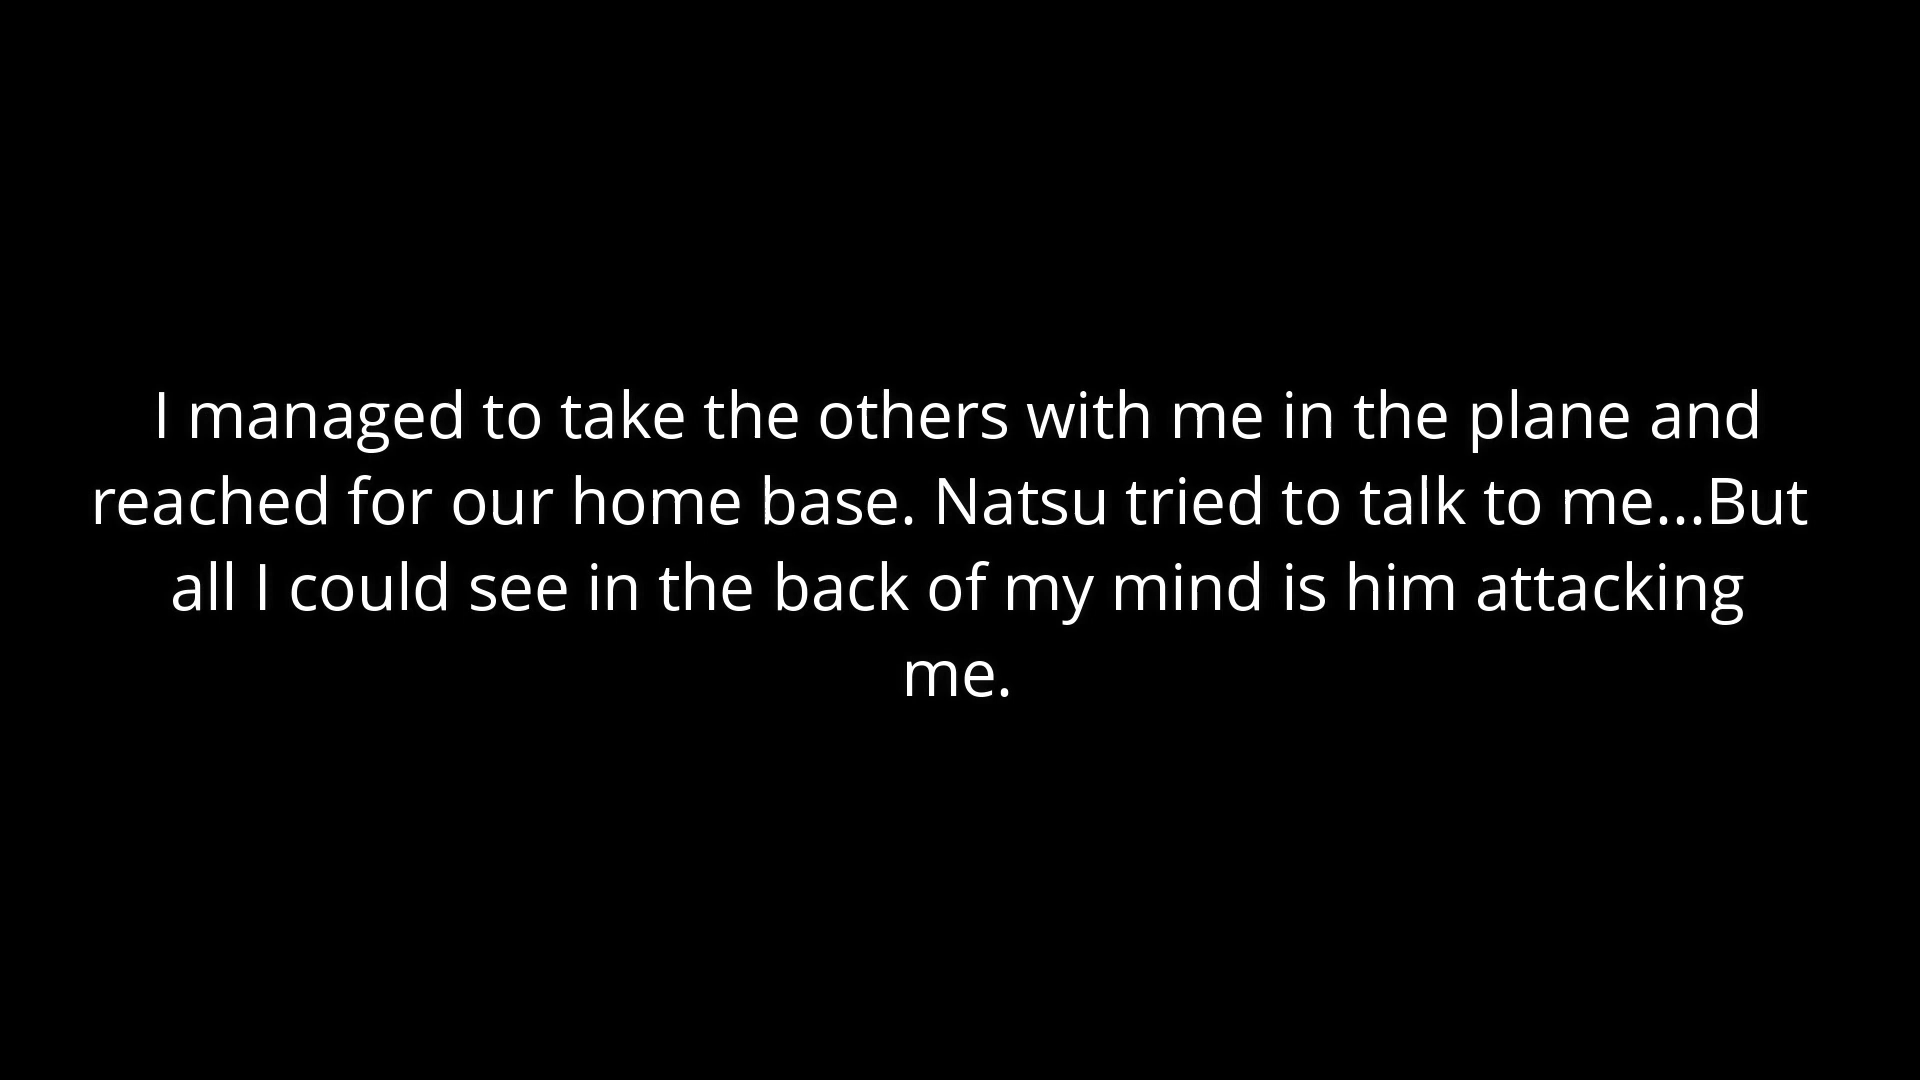 I managed to take the others with me in the plane and
reached for our home base. Natsu tried to talk to me...But
all I could see in the back of my mind is him attacking
me.